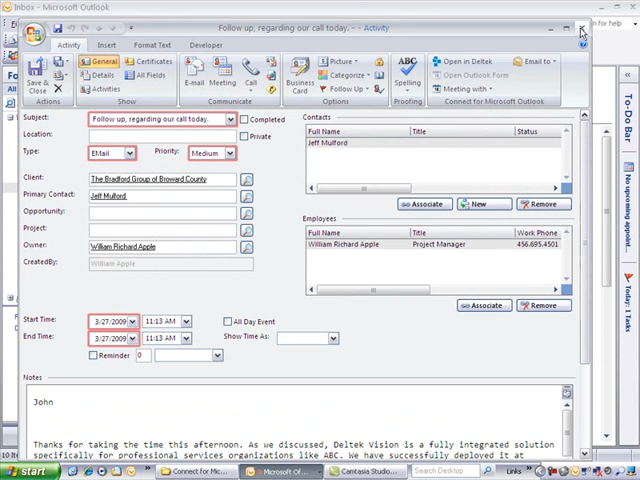 Inbox - Microsoft Outlook
Follow up, regarding our call today. - - Activity
Activity Insert Format Text Developer
Save & Close
General
Details
Activities
Certificates
All Fields
E-mail
Meeting
Call
Business Card
Picture
Categorize
Follow Up
Spelling
Open in Deltek
Open Outlook Form
Meeting with
Email to
Actions Show Communicate Options Proofing Connect for Microsoft Outlook
Subject: Follow up, regarding our call today. Completed
Location: Private
Type: EMail Priority: Medium
Client: The Bradford Group of Broward County
Primary Contact: Jeff Mulford
Opportunity:
Project:
Owner: William Richard Apple
CreatedBy: William Apple
Contacts
Full Name Title Status
Jeff Mulford
Associate New Remove
Employees
Full Name Title Work Phone
William Richard Apple Project Manager 456.695.4501
Associate Remove
Start Time: 3/27/2009 11:13 AM All Day Event
End Time: 3/27/2009 11:13 AM Show Time As:
Reminder 0
Notes
John
Thanks for taking the time this afternoon. As we discussed, Deltek Vision is a fully integrated solution
specifically for professional services organizations like ABC. We have successfully deployed it at
To-Do Bar
No upcoming appoint...
Today: 1 Tasks
start
Connect for Micros...
Microsoft Of...
Camtasia Studio...
Search Desktop
Links